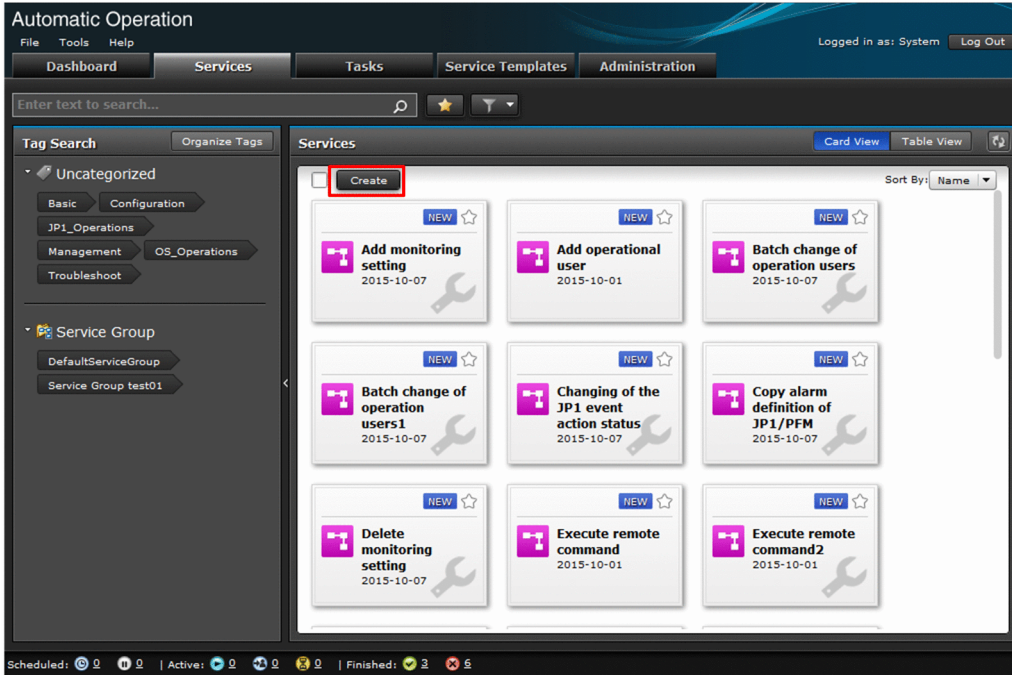 Automatic Operation
File Tools Help
Logged in as: System Log Out
Dashboard Services Tasks Service Templates Administration
Enter text to search...
Tag Search Organize Tags
Uncategorized
Basic Configuration
JP1_Operations
Management OS_Operations
Troubleshoot
Service Group
DefaultServiceGroup
Service Group test01
Services Card View Table View
Create Sort By: Name
NEW
Add monitoring
setting
2015-10-07
NEW
Add operational
user
2015-10-01
NEW
Batch change of
operation users
2015-10-07
NEW
Batch change of
operation
users1
2015-10-07
NEW
Changing of the
JP1 event
action status
2015-10-07
NEW
Copy alarm
definition of
JP1/PFM
2015-10-07
NEW
Delete
monitoring
setting
2015-10-07
NEW
Execute remote
command
2015-10-01
NEW
Execute remote
command2
2015-10-01
Scheduled: 0 0 | Active: 0 0 0 | Finished: 3 6